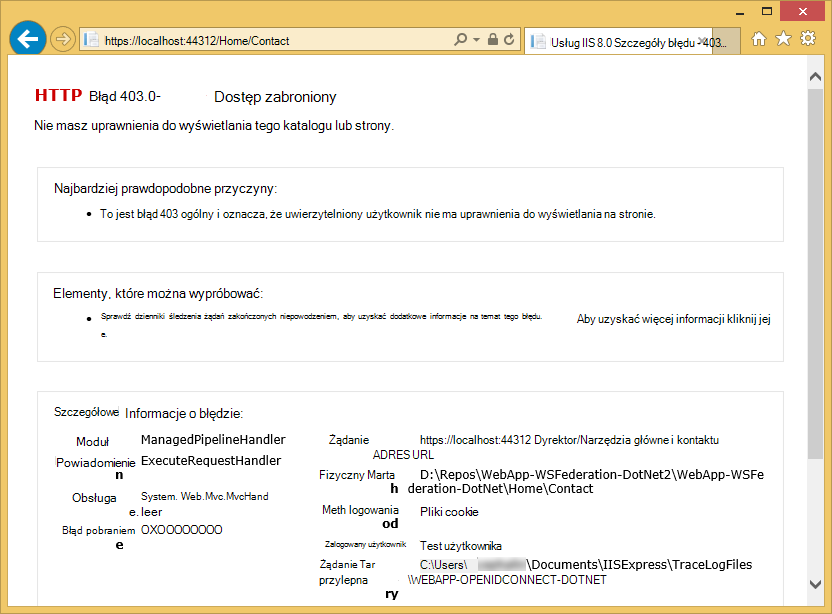 https://localhost:44312/Home/Contact
Usług IIS 8.0 Szczegóły błędu - 403...
HTTP Błąd 403.0- Dostęp zabroniony
Nie masz uprawnienia do wyświetlania tego katalogu lub strony.
Najbardziej prawdopodobne przyczyny:
• To jest błąd 403 ogólny i oznacza, że uwierzytelniony użytkownik nie ma uprawnienia do wyświetlania na stronie.
Elementy, które można wypróbować:
• Sprawdź dzienniki śledzenia żądań zakończonych niepowodzeniem, aby uzyskać dodatkowe informacje na temat tego błędu. Aby uzyskać więcej informacji kliknij jej
e.
Szczegółowe Informacje o błędzie:
Moduł ManagedPipelineHandler
Powiadomienie ExecuteRequestHandler
n
Obsługa System. Web.Mvc.MvcHand
e. leer
Błąd pobraniem 0X00000000
e
Żądanie https://localhost:44312 Dyrektor/Narzędzia główne i kontaktu
ADRES URL
Fizyczny Marta D:\Repos\WebApp-WSFederation-DotNet2\WebApp-WSFe
h deration-DotNet\Home\Contact
Meth logowania Pliki cookie
od
Zalogowany użytkownik Test użytkownika
Żądanie Tar C:\Users\ \Documents\IISExpress\TraceLogFiles
przylepna \WEBAPP-OPENIDCONNECT-DOTNET
ry